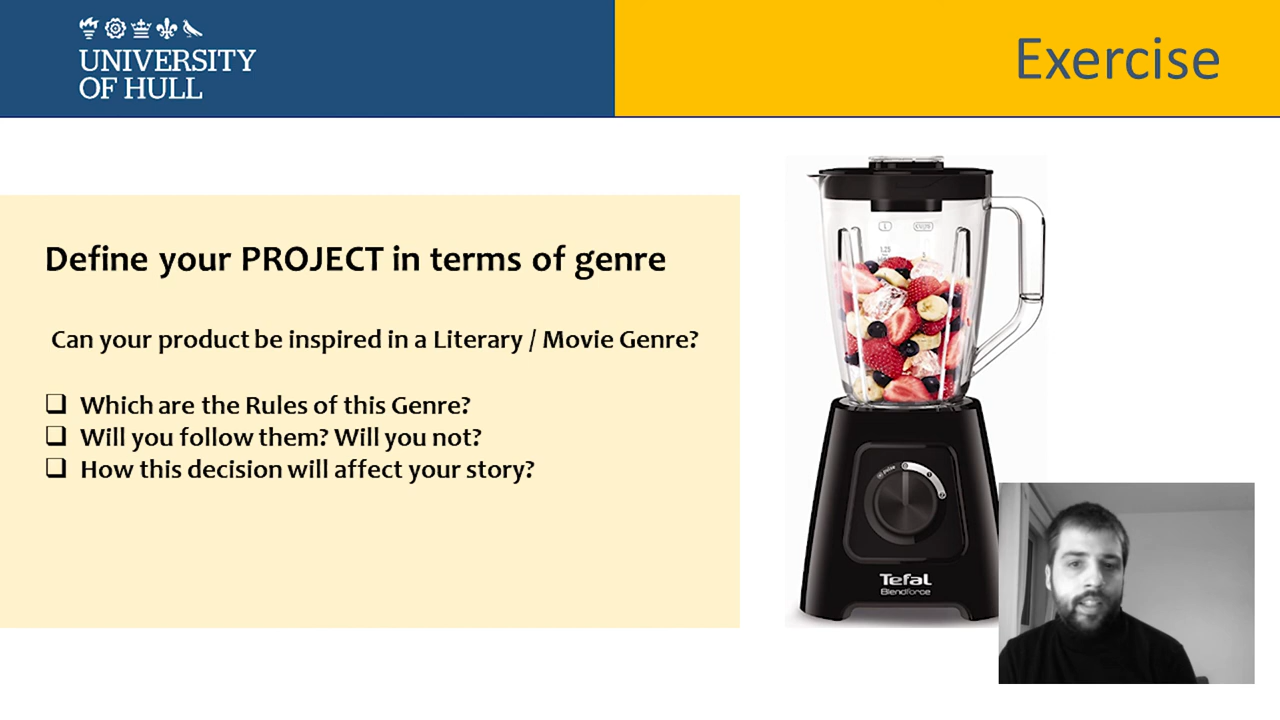 UNIVERSITY
OF HULL
Exercise
Define your PROJECT in terms of genre
Can your product be inspired in a Literary / Movie Genre?
Which are the Rules of this Genre?
Will you follow them? Will you not?
How this decision will affect your story?
Tefal
Blendforce